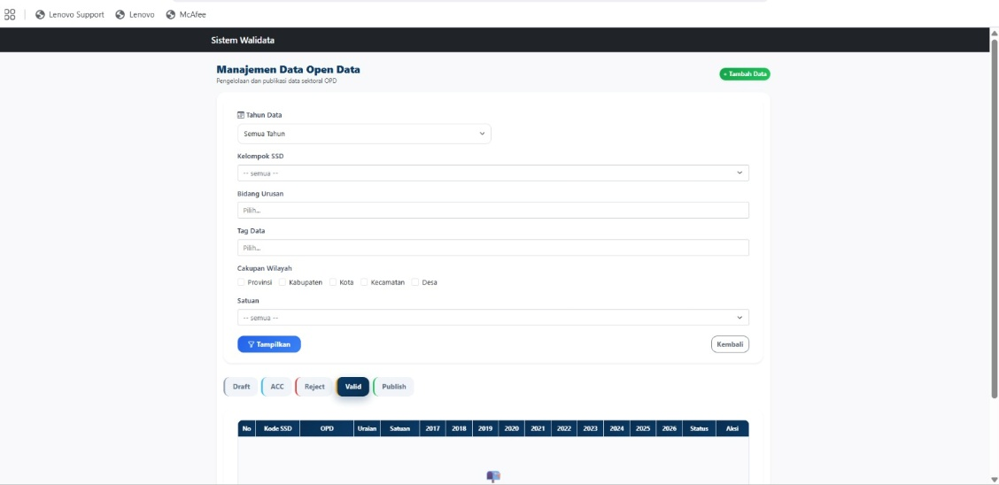 Lenovo Support Lenovo McAfee
Sistem Walidata
Manajemen Data Open Data
Pengelolaan dan publikasi data sektoral OPD
+ Tambah Data
Tahun Data
Semua Tahun
Kelompok SSD
-- semua --
Bidang Urusan
Pilih...
Tag Data
Pilih...
Cakupan Wilayah
Provinsi Kabupaten Kota Kecamatan Desa
Satuan
-- semua --
Tampilkan Kembali
Draft ACC Reject Valid Publish
No Kode SSD OPD Uraian Satuan 2017 2018 2019 2020 2021 2022 2023 2024 2025 2026 Status Aksi